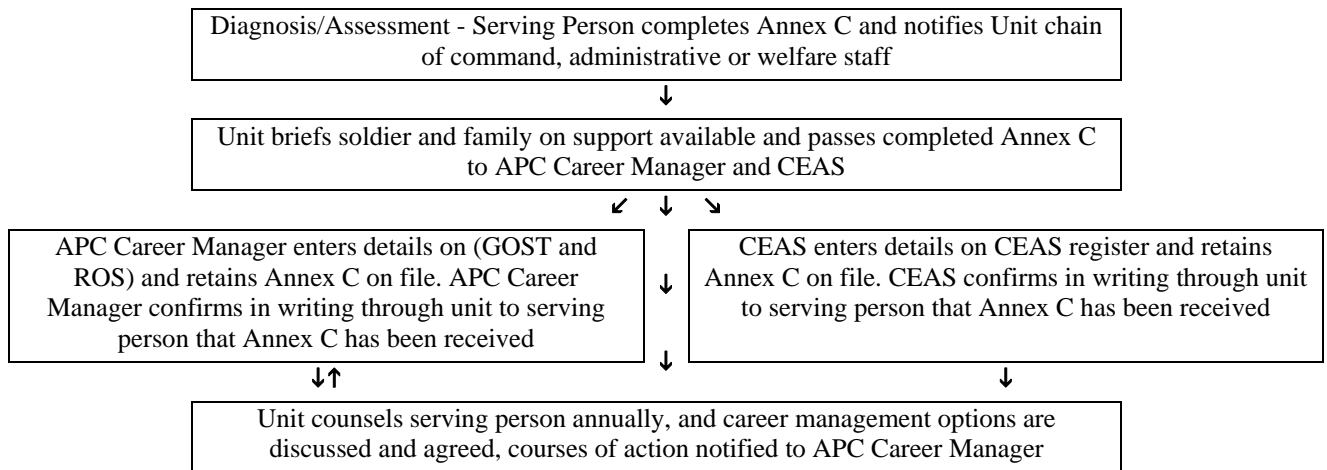 Diagnosis/Assessment - Serving Person completes Annex C and notifies Unit chain
of command, administrative or welfare staff
↓
Unit briefs soldier and family on support available and passes completed Annex C
to APC Career Manager and CEAS
↙ ↓ ↘
APC Career Manager enters details on (GOST and
ROS) and retains Annex C on file. APC Career
Manager confirms in writing through unit to serving
person that Annex C has been received
↓
↓
CEAS enters details on CEAS register and retains
Annex C on file. CEAS confirms in writing through unit
to serving person that Annex C has been received
↓↑ ↓
Unit counsels serving person annually, and career management options are
discussed and agreed, courses of action notified to APC Career Manager